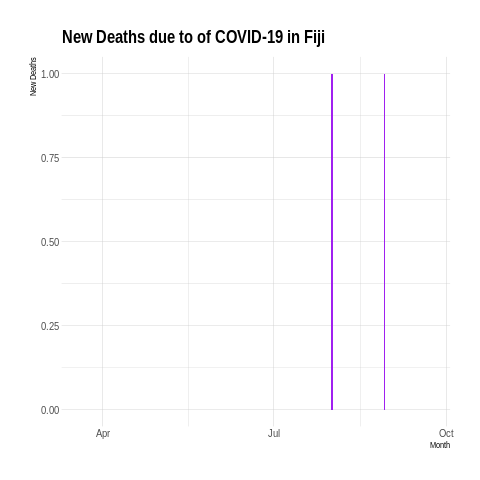 New Deaths due to of COVID-19 in Fiji
New Deaths
1.00
0.75
0.50
0.25
0.00
Apr Jul Oct
Month